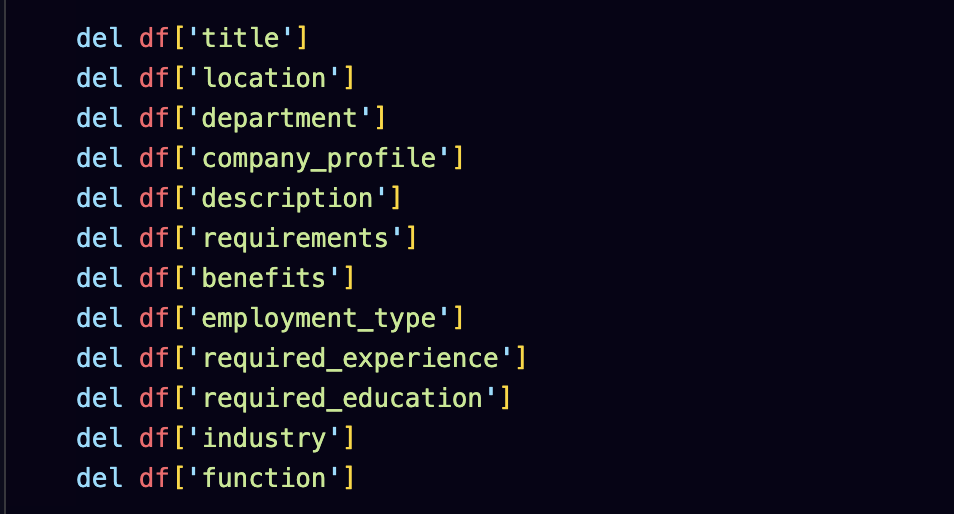 del df['title']
del df['location']
del df['department']
del df['company_profile']
del df['description']
del df['requirements']
del df['benefits']
del df['employment_type']
del df['required_experience']
del df['required_education']
del df['industry']
del df['function']